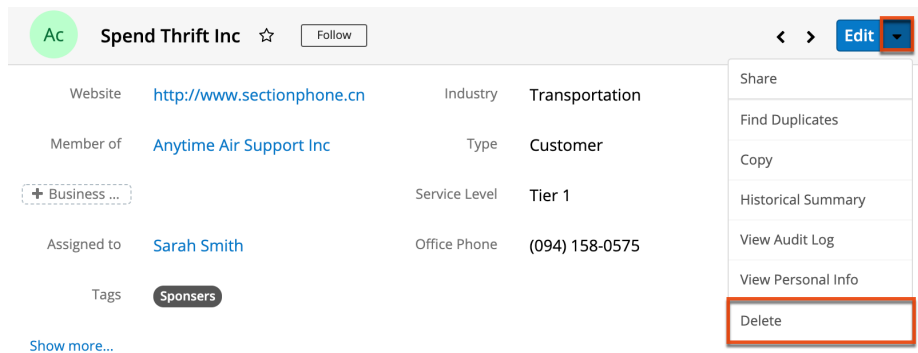 Ac Spend Thrift Inc Follow Edit
Share
Website http://www.sectionphone.cn Industry Transportation
Find Duplicates
Member of Anytime Air Support Inc Type Customer
Copy
+ Business ... Service Level Tier 1
Historical Summary
Assigned to Sarah Smith Office Phone (094) 158-0575
View Audit Log
View Personal Info
Tags Sponsers
Delete
Show more...